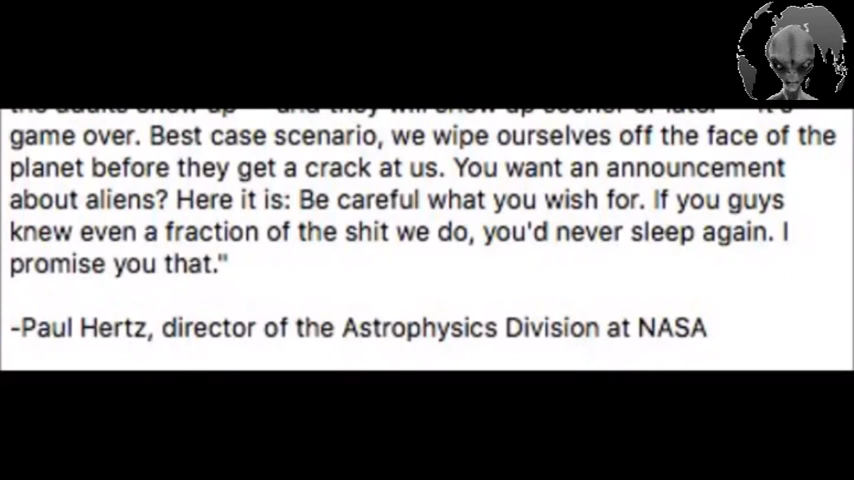 game over. Best case scenario, we wipe ourselves off the face of the
planet before they get a crack at us. You want an announcement
about aliens? Here it is: Be careful what you wish for. If you guys
knew even a fraction of the shit we do, you'd never sleep again. I
promise you that."
-Paul Hertz, director of the Astrophysics Division at NASA